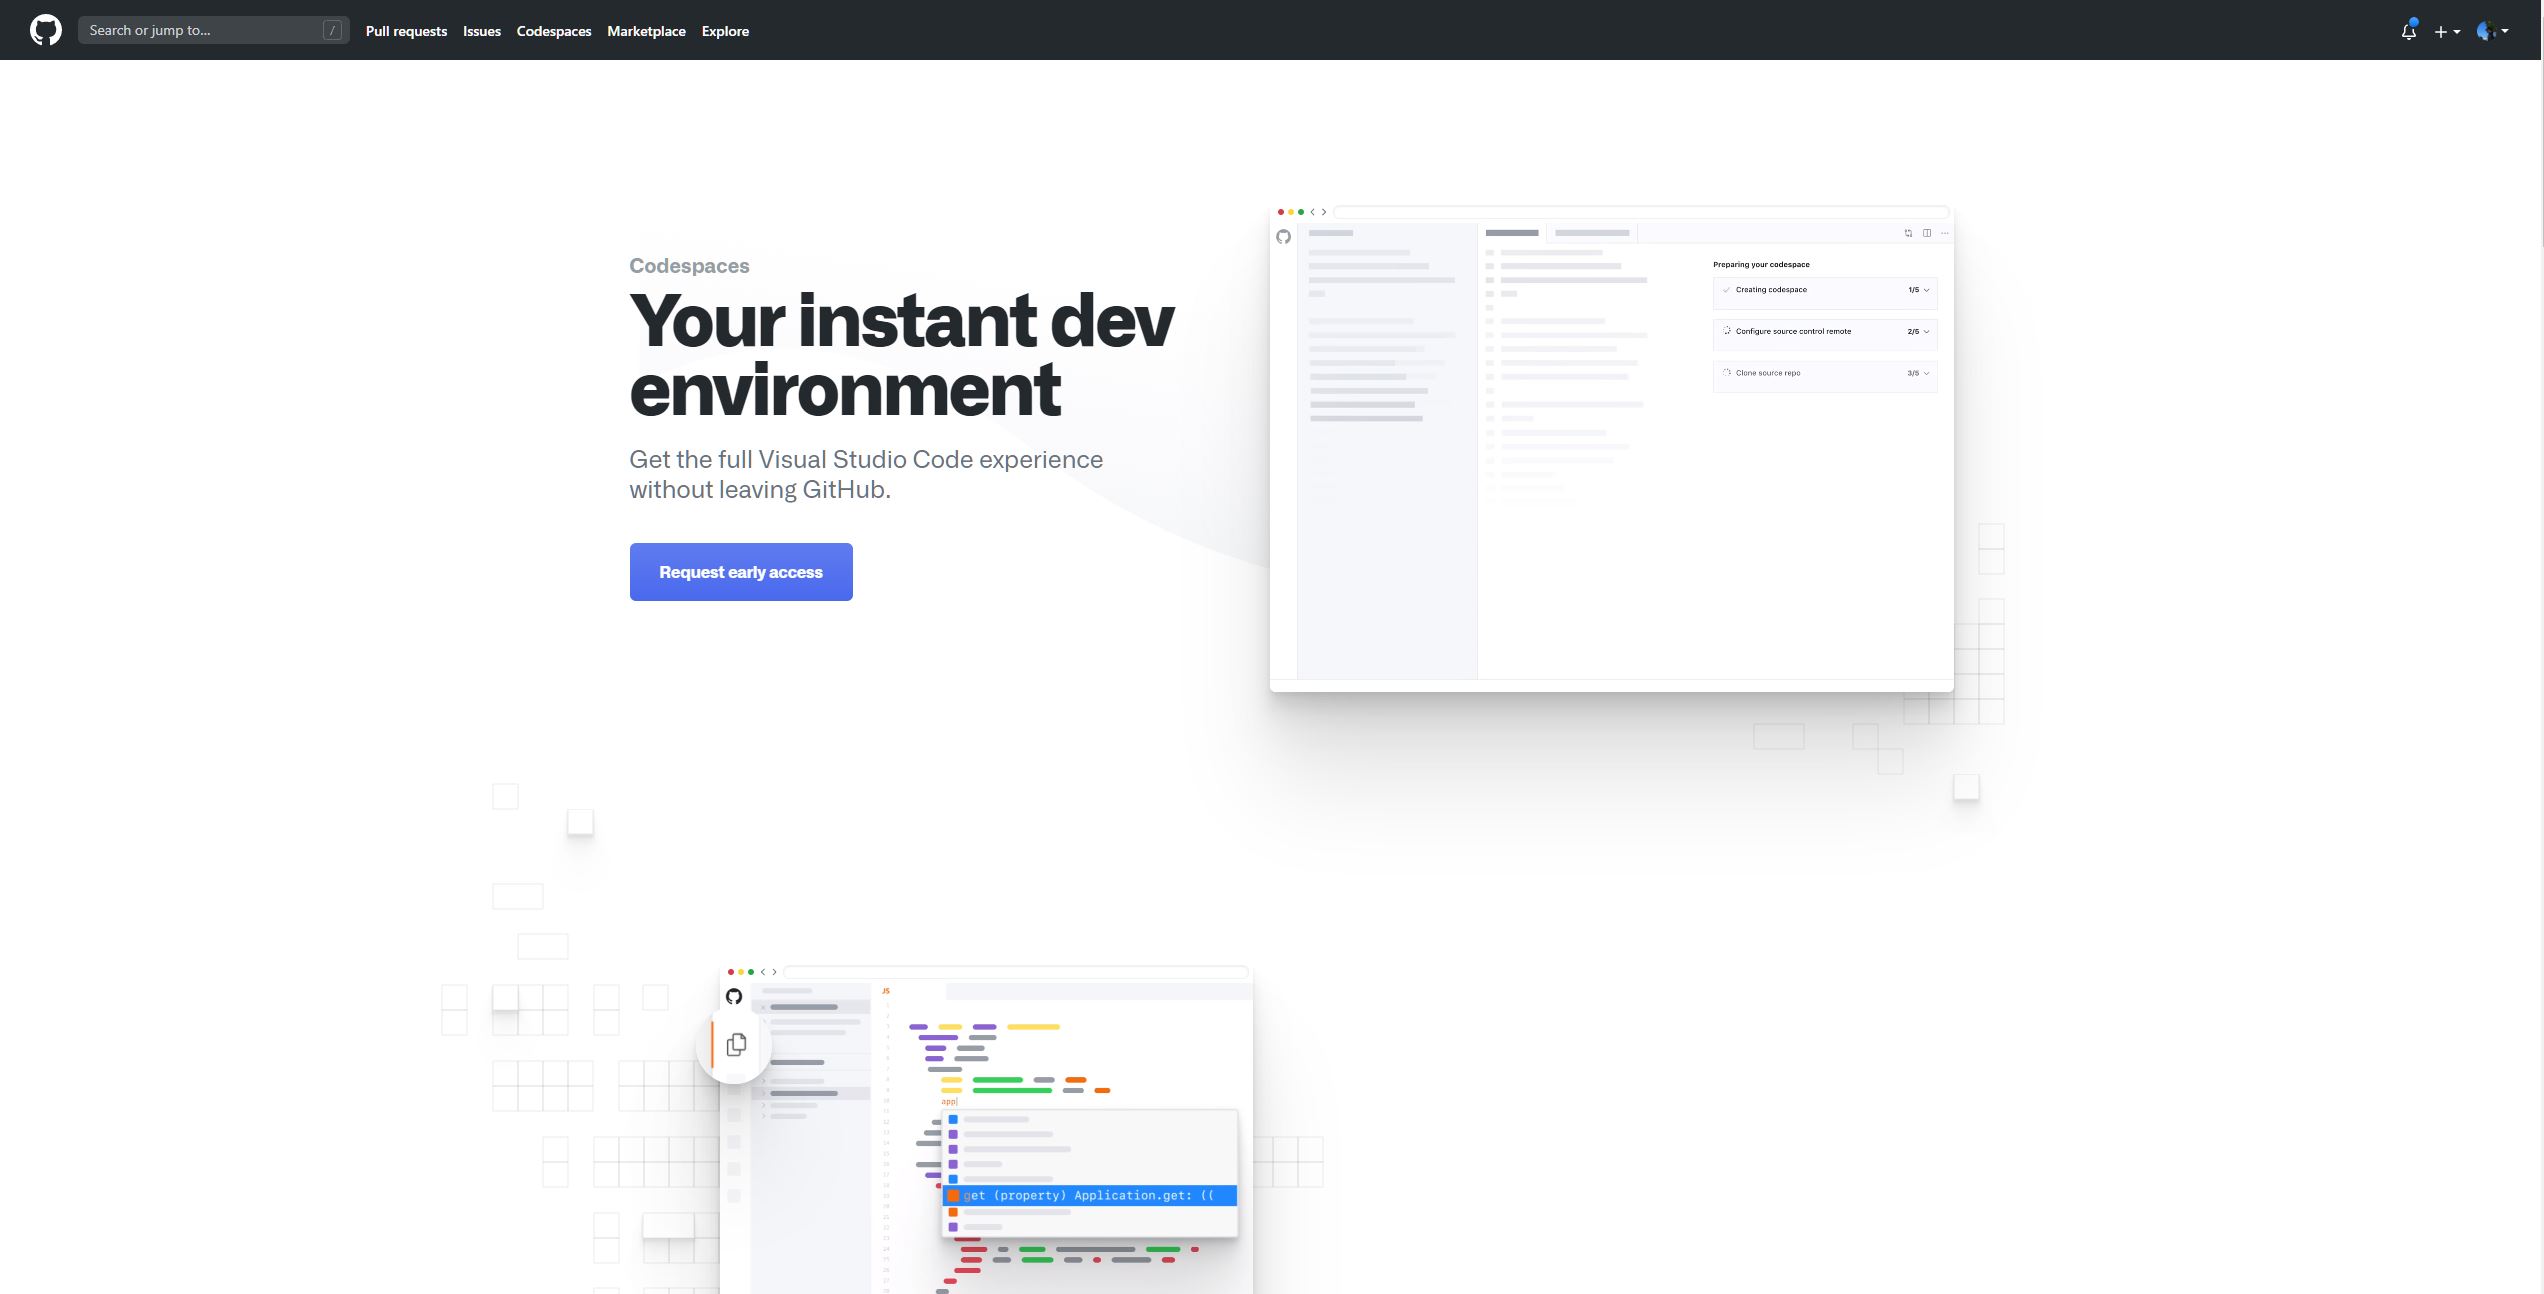 Search or jump to... /
Pull requests Issues Codespaces Marketplace Explore
Codespaces
Your instant dev
environment
Get the full Visual Studio Code experience
without leaving GitHub.
Request early access
Preparing your codespace
Creating codespace 1/5
Configure source control remote 2/5
Clone source repo 3/5
JS
app
get (property) Application.get: ((